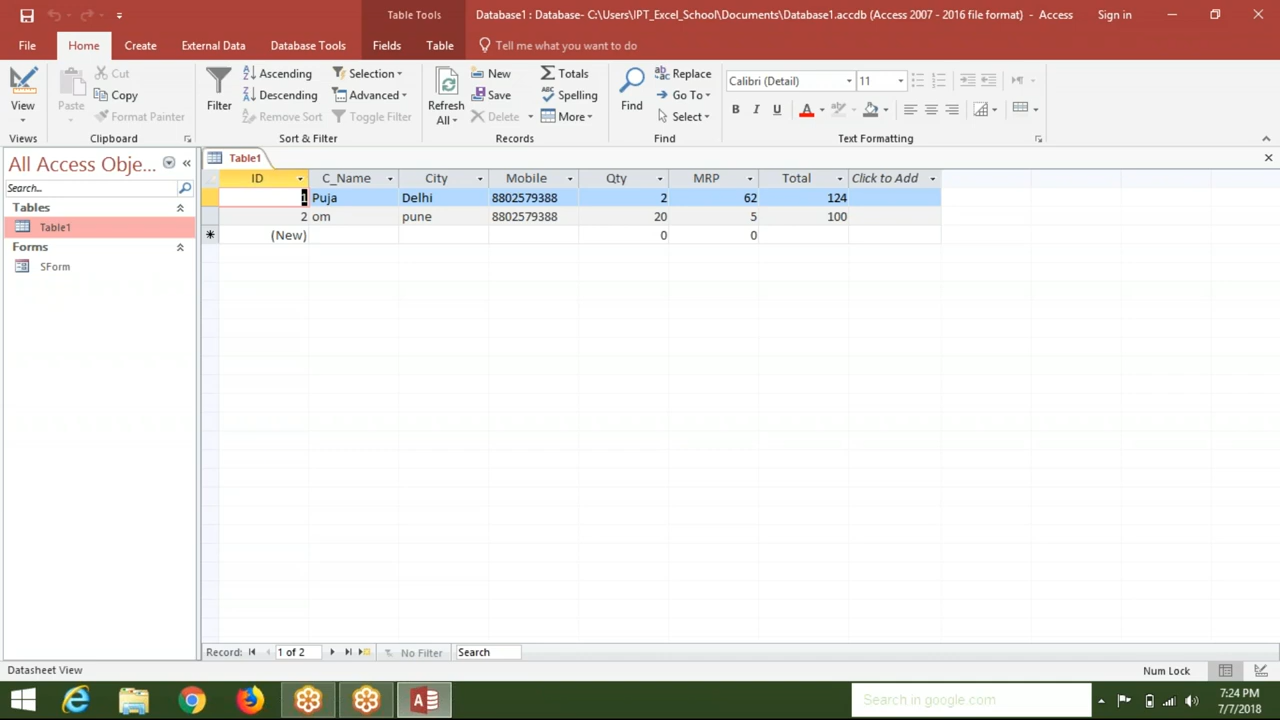 Table Tools
Database1 : Database- C:\Users\IPT_Excel_School\Documents\Database1.accdb (Access 2007 - 2016 file format) - Access
Sign in
File Home Create External Data Database Tools Fields Table Tell me what you want to do
View
Views
Paste
Cut
Copy
Format Painter
Clipboard
Filter
Ascending
Descending
Remove Sort
Selection
Advanced
Toggle Filter
Sort & Filter
Refresh All
New
Save
Delete
Totals
Spelling
More
Records
Find
Replace
Go To
Select
Find
Calibri (Detail) 11
B I U A
Text Formatting
All Access Obje...
Search...
Tables
Table1
Forms
SForm
Table1
ID C_Name City Mobile Qty MRP Total Click to Add
1 Puja Delhi 8802579388 2 62 124
2 om pune 8802579388 20 5 100
(New) 0 0
Record: 1 of 2 No Filter Search
Datasheet View
Num Lock
Search in google.com
7:24 PM
7/7/2018